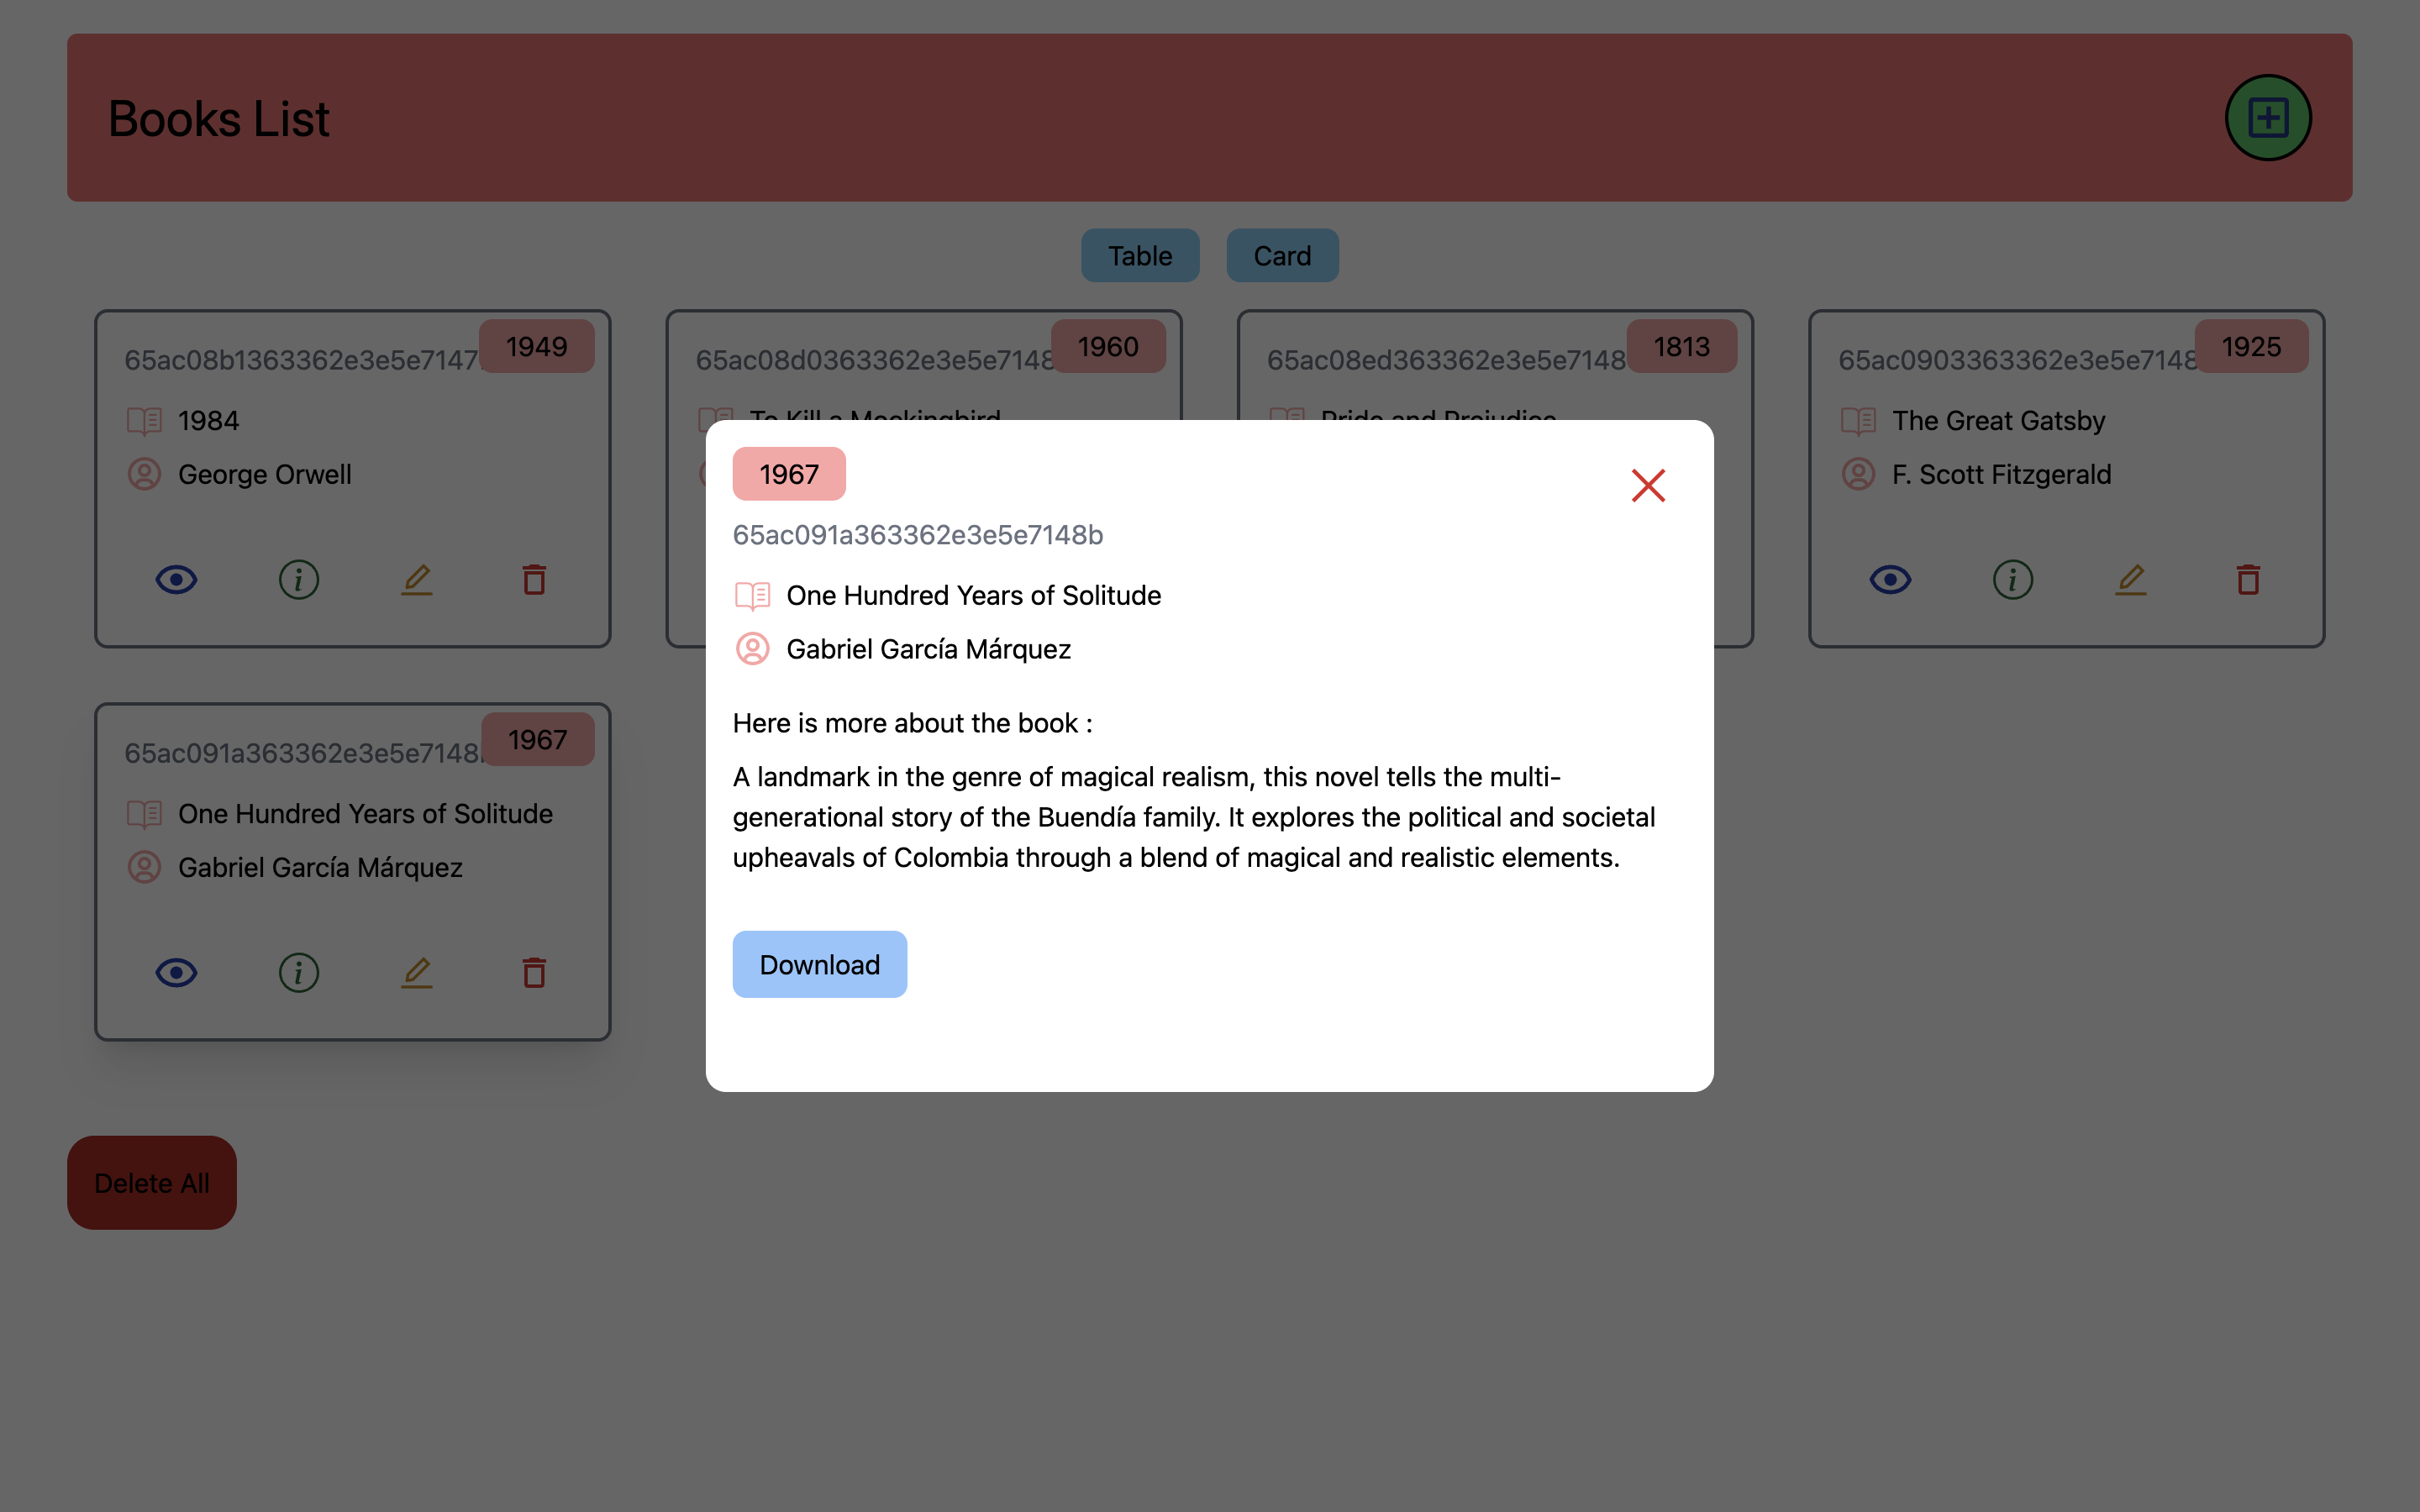 Books List
Table Card
1949
65ac08b1363362e3e5e7147
1984
George Orwell
1960
65ac08d0363362e3e5e7148
To Kill a Mockingbird
1813
65ac08ed363362e3e5e7148
Pride and Prejudice
1925
65ac0903363362e3e5e7148
The Great Gatsby
F. Scott Fitzgerald
1967
65ac091a363362e3e5e7148b
One Hundred Years of Solitude
Gabriel García Márquez
Here is more about the book :
A landmark in the genre of magical realism, this novel tells the multi-
generational story of the Buendía family. It explores the political and societal
upheavals of Colombia through a blend of magical and realistic elements.
Download
1967
65ac091a363362e3e5e7148
One Hundred Years of Solitude
Gabriel García Márquez
Delete All